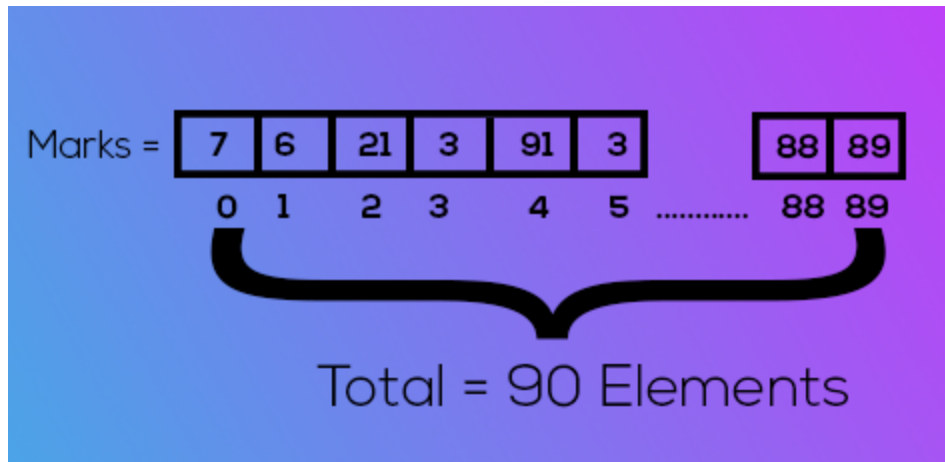 Marks = 7 6 21 3 91 3 88 89
0 1 2 3 4 5 ............ 88 89
Total = 90 Elements